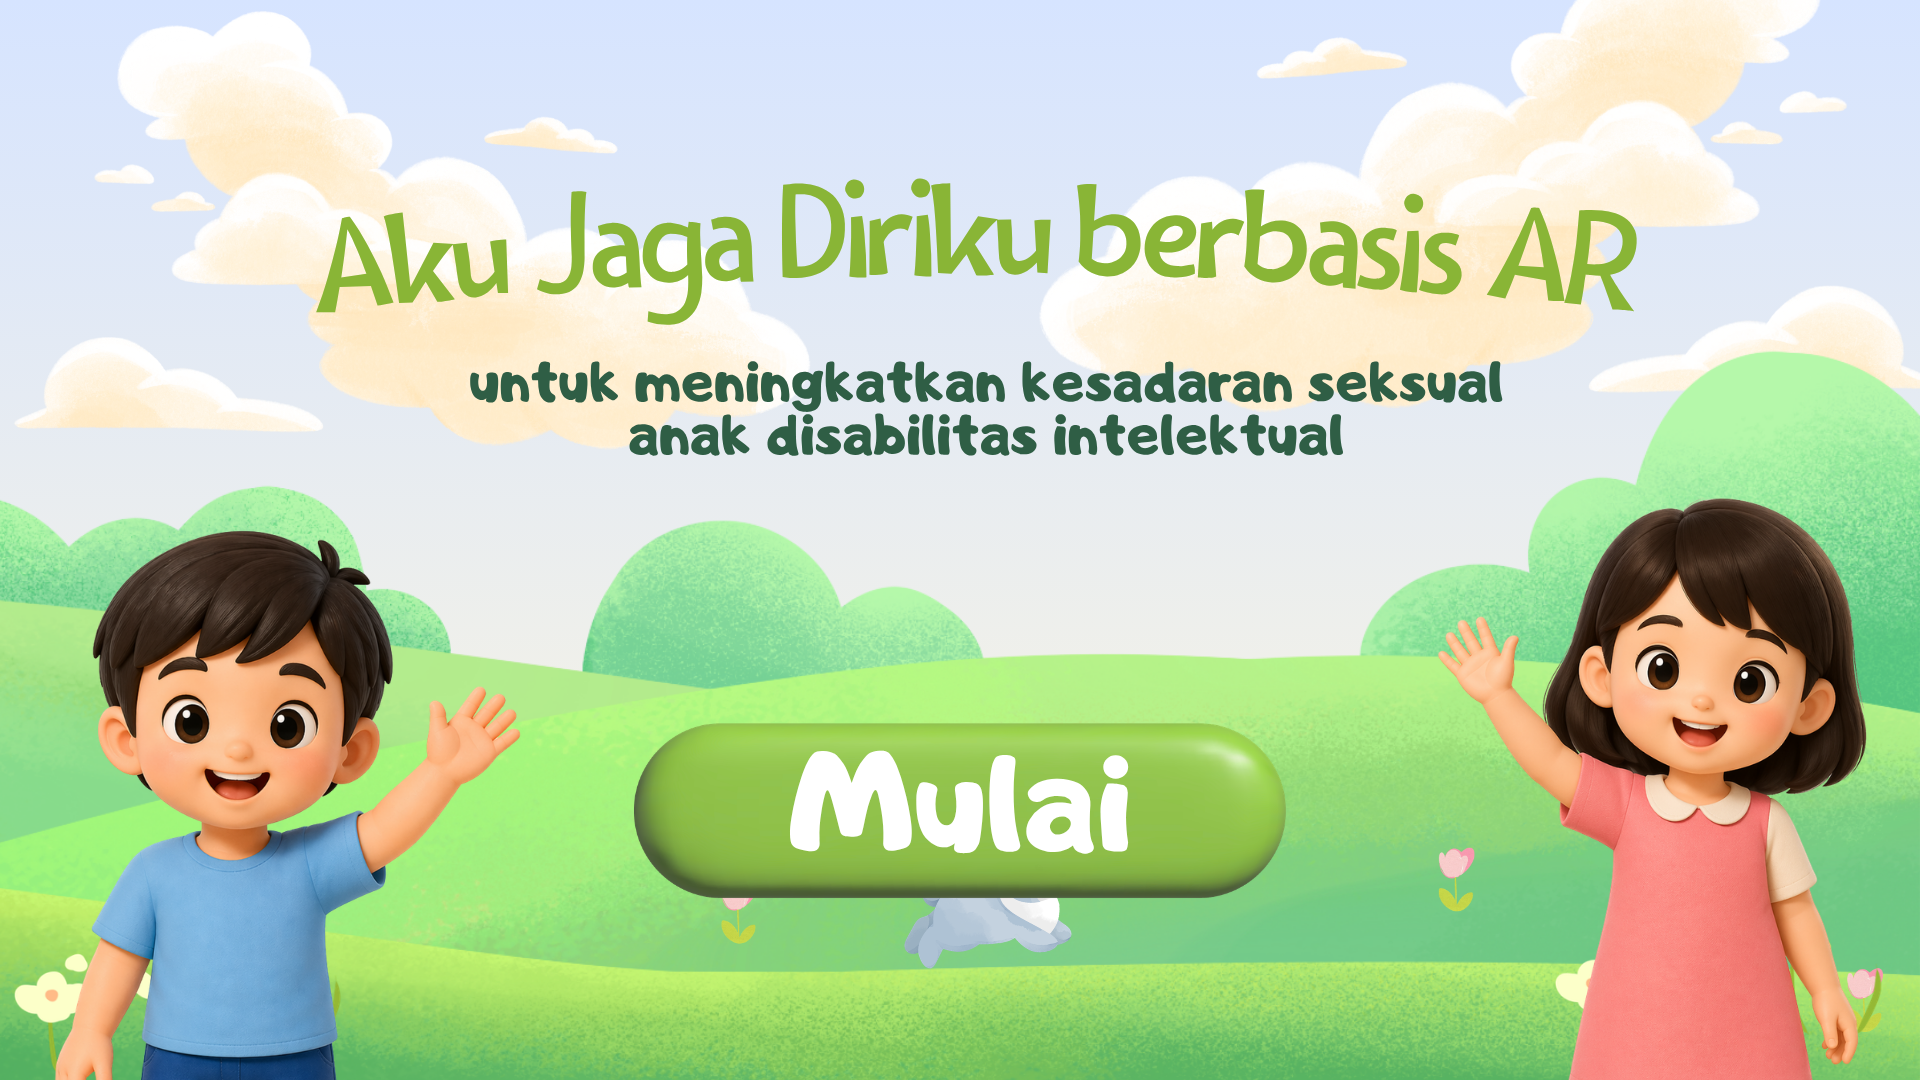 Aku Jaga Diriku berbasis AR
untuk meningkatkan kesadaran seksual
anak disabilitas intelektual
Mulai